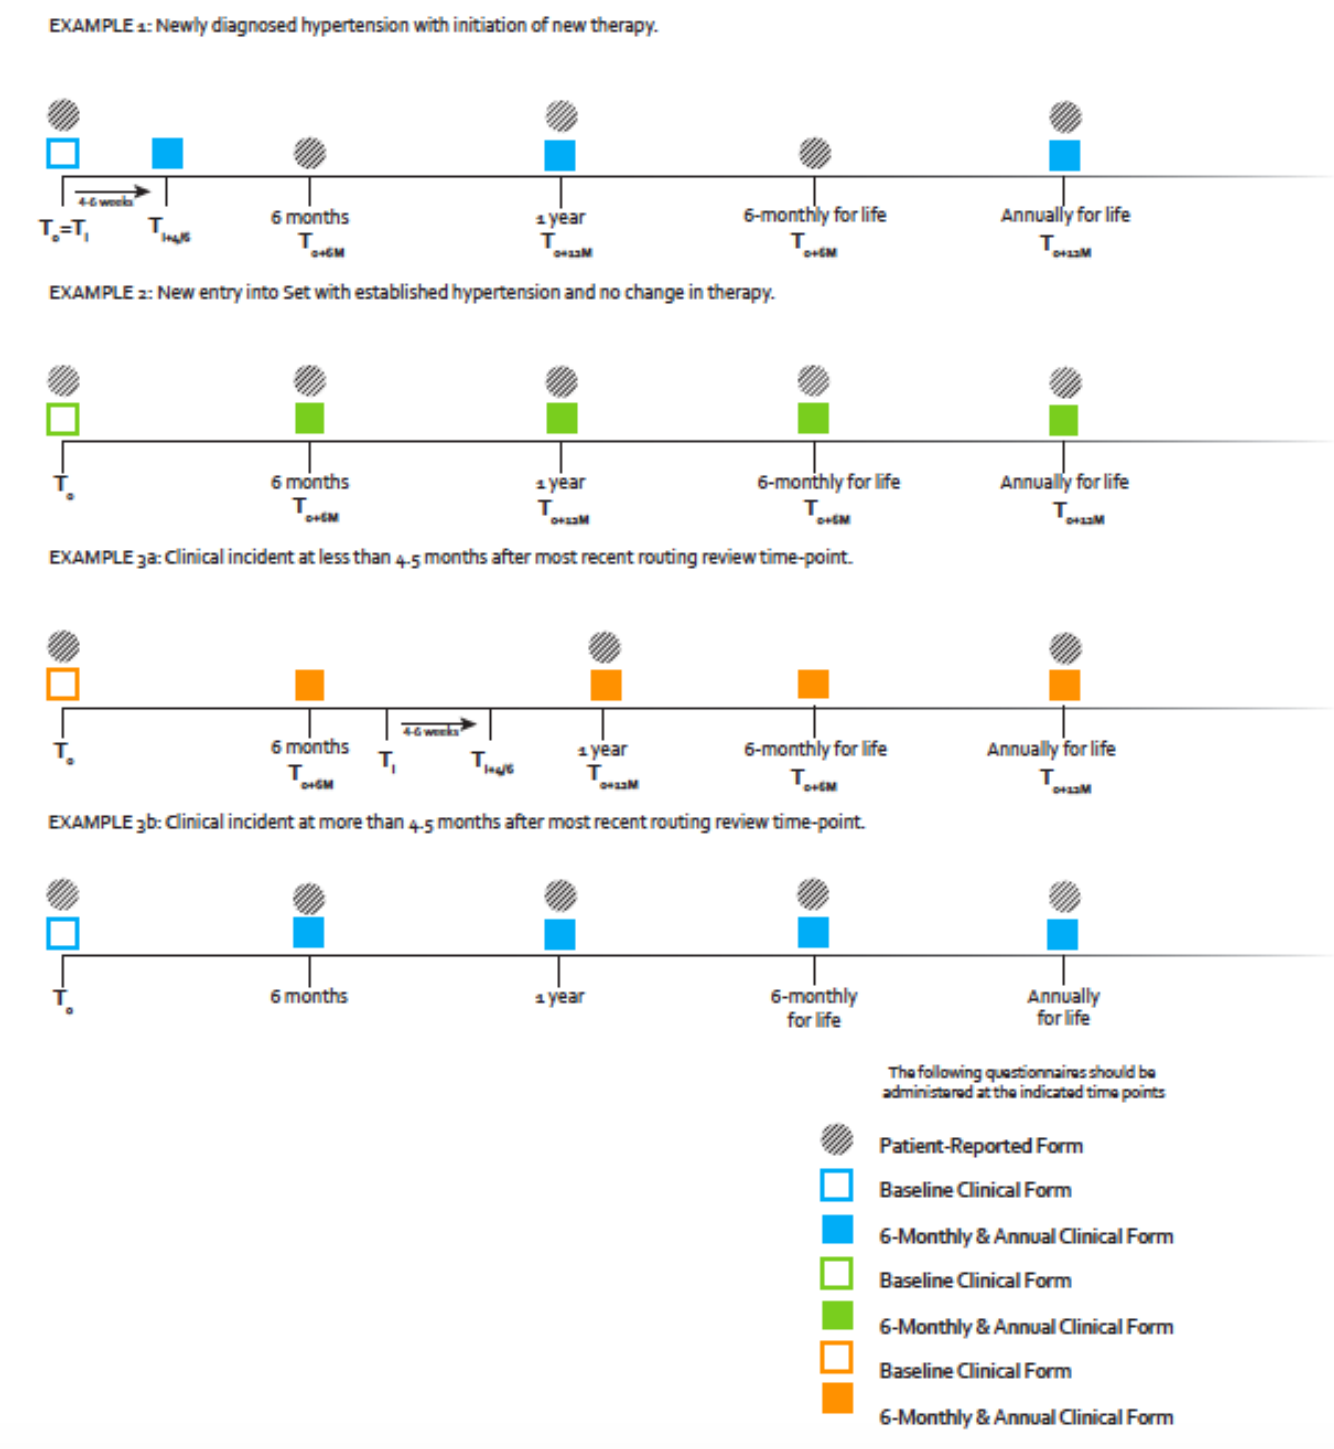 EXAMPLE 1: Newly diagnosed hypertension with initiation of new therapy.
4-6 weeks
T0=TI
TI+4/6
6 months
T0+6M
1 year
T0+12M
6-monthly for life
T0+6M
Annually for life
T0+12M
EXAMPLE 2: New entry into Set with established hypertension and no change in therapy.
T0
6 months
T0+6M
1 year
T0+12M
6-monthly for life
T0+6M
Annually for life
T0+12M
EXAMPLE 3a: Clinical incident at less than 4.5 months after most recent routing review time-point.
T0
6 months
T0+6M
TI
4-6 weeks
TI+4/6
1 year
T0+12M
6-monthly for life
T0+6M
Annually for life
T0+12M
EXAMPLE 3b: Clinical incident at more than 4.5 months after most recent routing review time-point.
T0
6 months
1 year
6-monthly
for life
Annually
for life
The following questionnaires should be
administered at the indicated time points
Patient-Reported Form
Baseline Clinical Form
6-Monthly & Annual Clinical Form
Baseline Clinical Form
6-Monthly & Annual Clinical Form
Baseline Clinical Form
6-Monthly & Annual Clinical Form